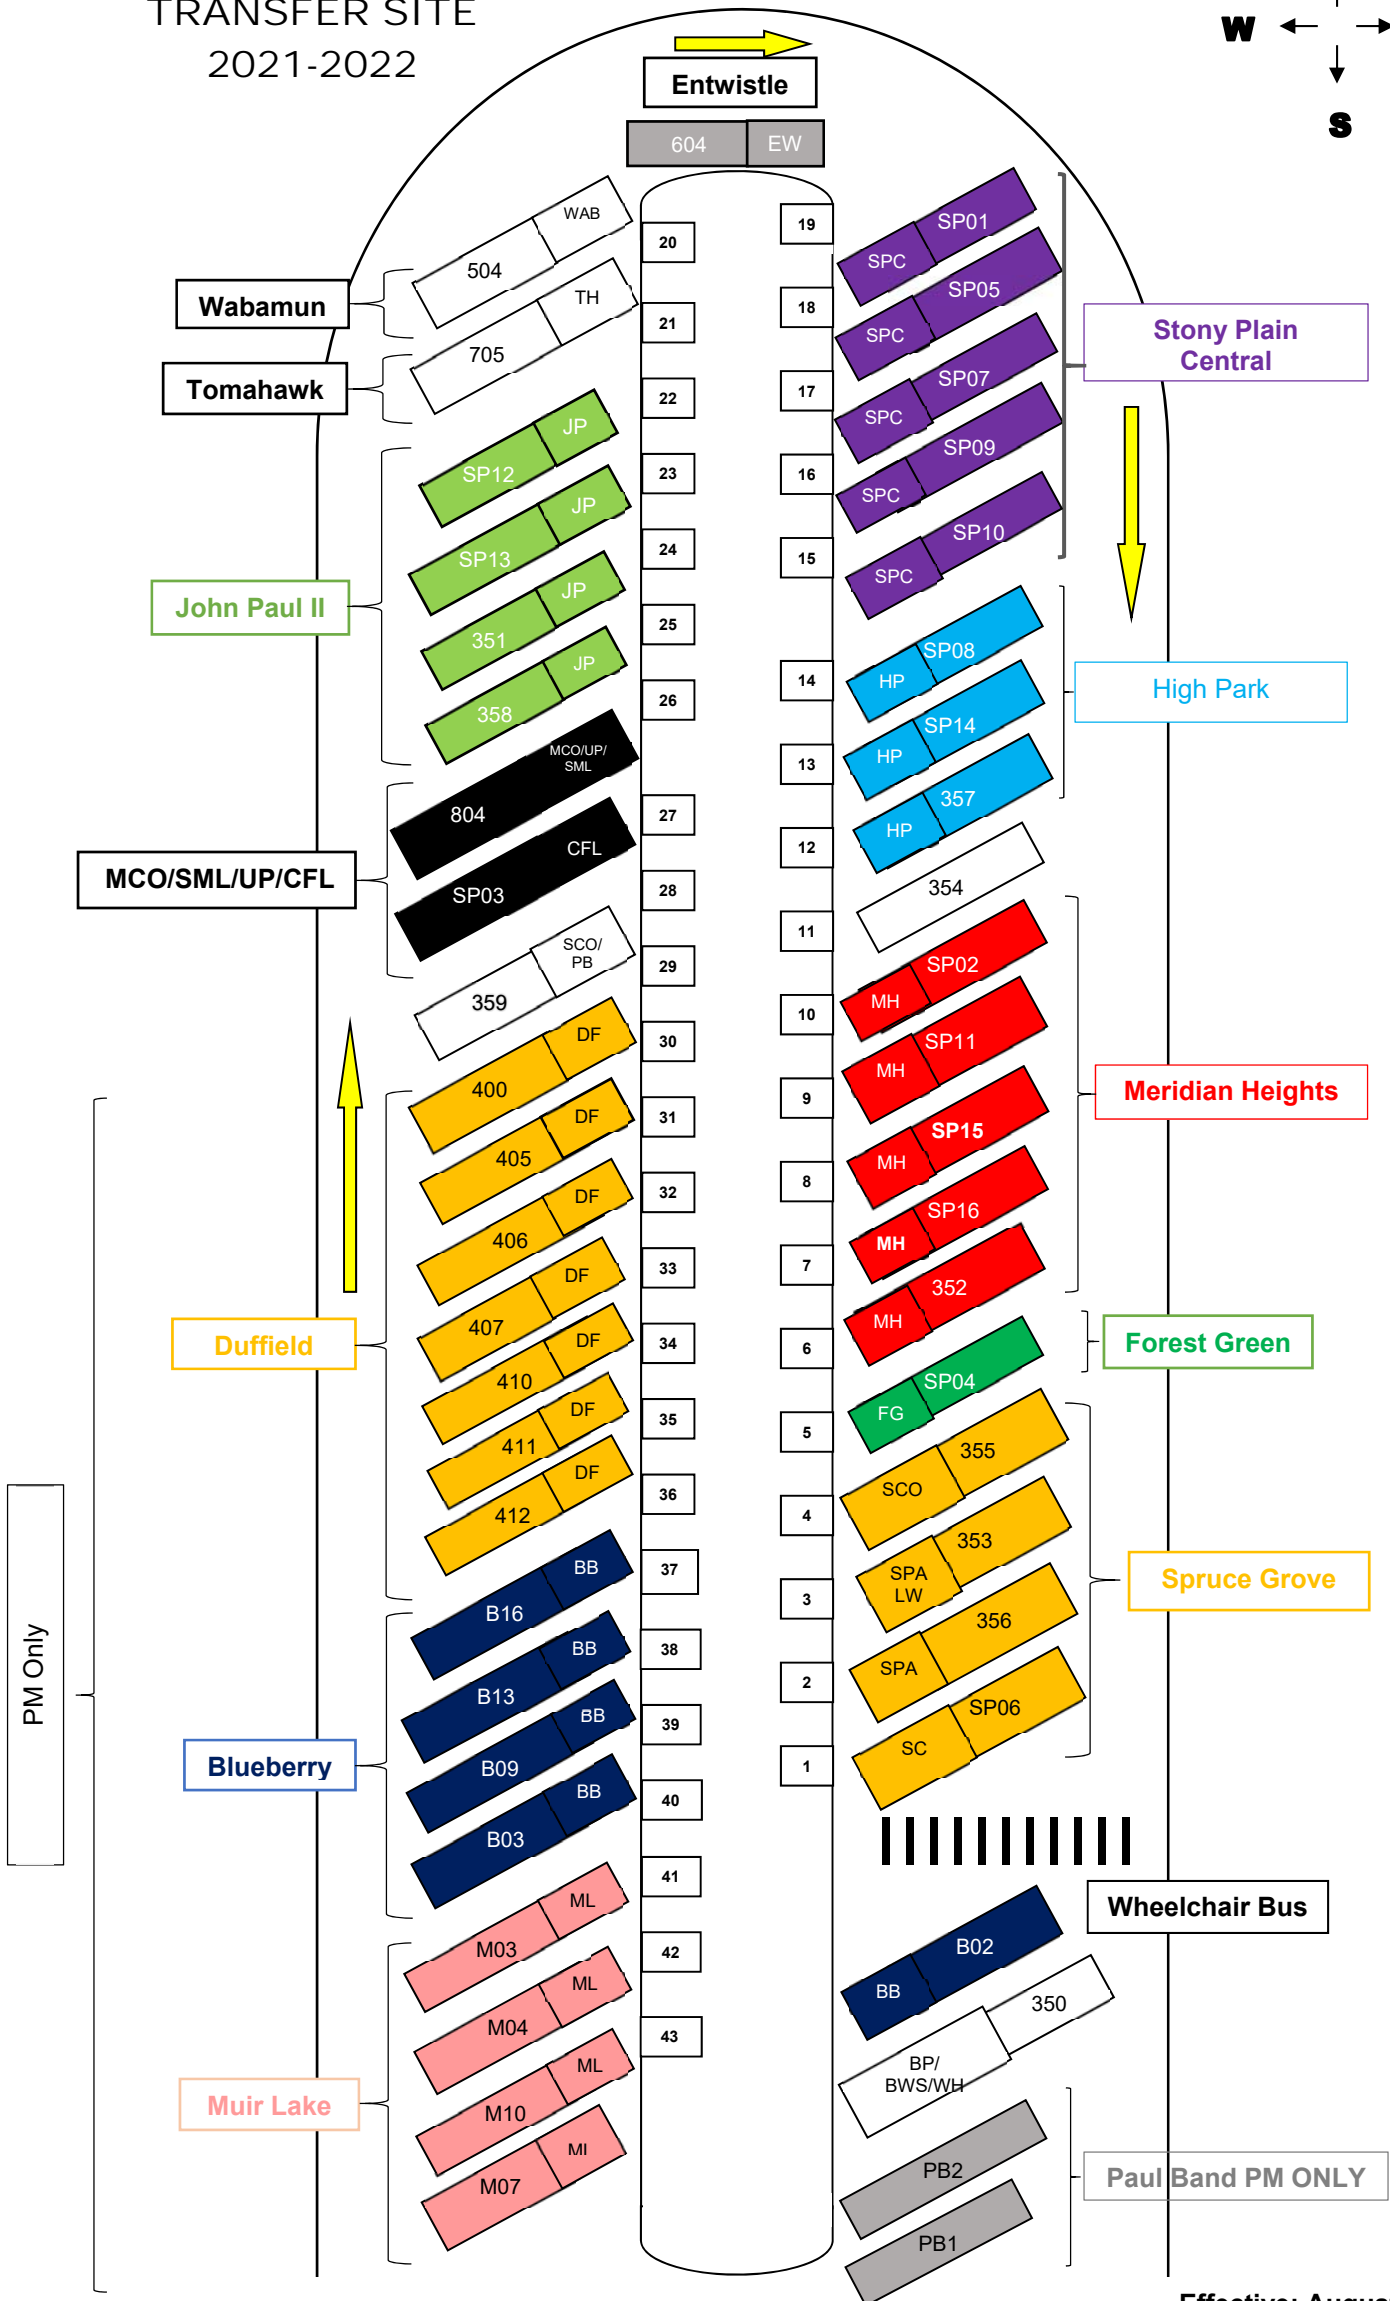 TRANSFER SITE
2021-2022
W
S
Entwistle
604 EW
WAB
504
20
19
SP01
SPC
Wabamun
TH
705
21
18
SP05
SPC
Stony Plain
Central
Tomahawk
22
17
SP07
SPC
JP
SP12
23
16
SP09
SPC
JP
SP13
24
15
SP10
SPC
John Paul II
JP
351
25
JP
358
26
14
SP08
HP
High Park
MCO/UP/
SML
804
27
13
SP14
HP
357
HP
12
MCO/SML/UP/CFL
CFL
SP03
28
354
11
SCO/
PB
359
29
SP02
MH
10
DF
400
30
SP11
MH
9
Meridian Heights
DF
405
31
SP15
MH
8
DF
406
32
SP16
MH
7
DF
407
33
352
MH
6
Duffield
DF
410
34
Forest Green
SP04
FG
5
DF
411
35
355
SCO
4
DF
412
36
353
SPA
LW
3
Spruce Grove
BB
B16
37
356
SPA
2
PM Only
BB
B13
38
SP06
SC
1
BB
B09
39
Blueberry
BB
B03
40
41
Wheelchair Bus
ML
M03
42
B02
BB
ML
M04
43
350
BP/
BWS/WH
Muir Lake
ML
M10
PB2
Paul Band PM ONLY
M07
PB1